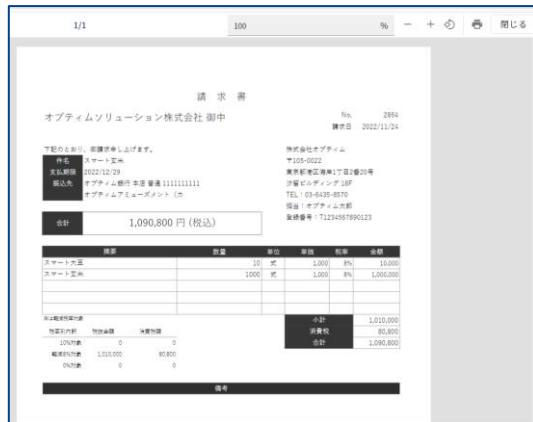 1/1
100 %
閉じる
請 求 書
オプティムソリューション株式会社 御中
No. 2864
請求日 2022/11/24
下記のとおり、御請求申し上げます。
件名 スマート玄米
支払期限 2022/12/29
振込先 オプティム銀行 本店 普通 1111111111
オプティムアミューズメント（カ
株式会社オプティム
〒105-0022
東京都港区海岸1丁目2番20号
汐留ビルディング 18F
TEL：03-6435-8570
担当：オプティム太郎
登録番号：T1234567890123
合計 1,090,800 円 (税込)
摘要 数量 単位 単価 税率 金額
スマート大豆 10 式 1,000 8% 10,000
スマート玄米 1000 式 1,000 8% 1,000,000
※は軽減税率対象
小計 1,010,000
消費税 80,800
合計 1,090,800
税率別内訳 税抜金額 消費税額
10%対象 0 0
軽減8%対象 1,010,000 80,800
0%対象 0 0
備考